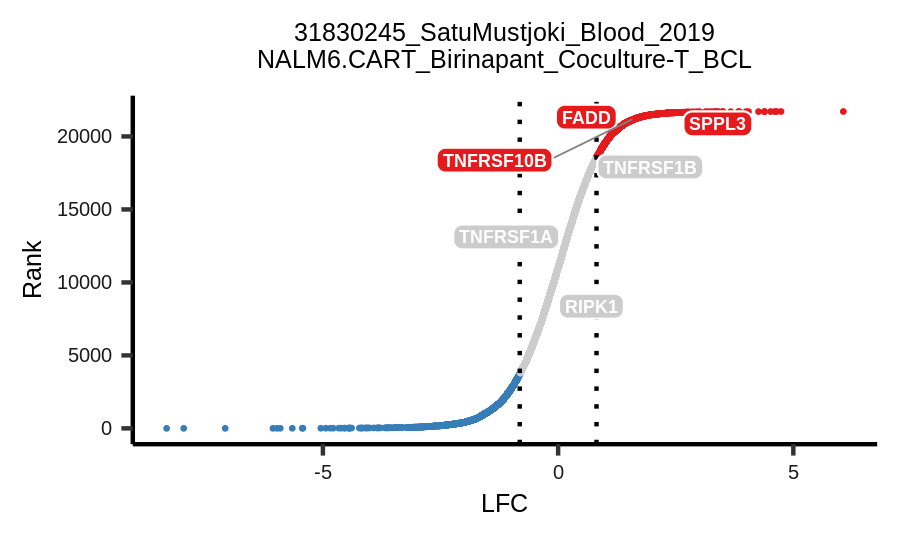 31830245_SatuMustjoki_Blood_2019
NALM6.CART_Birinapant_Coculture-T_BCL
Rank
20000
15000
10000
5000
0
FADD
SPPL3
TNFRSF10B
TNFRSF1B
TNFRSF1A
RIPK1
-5
0
5
LFC